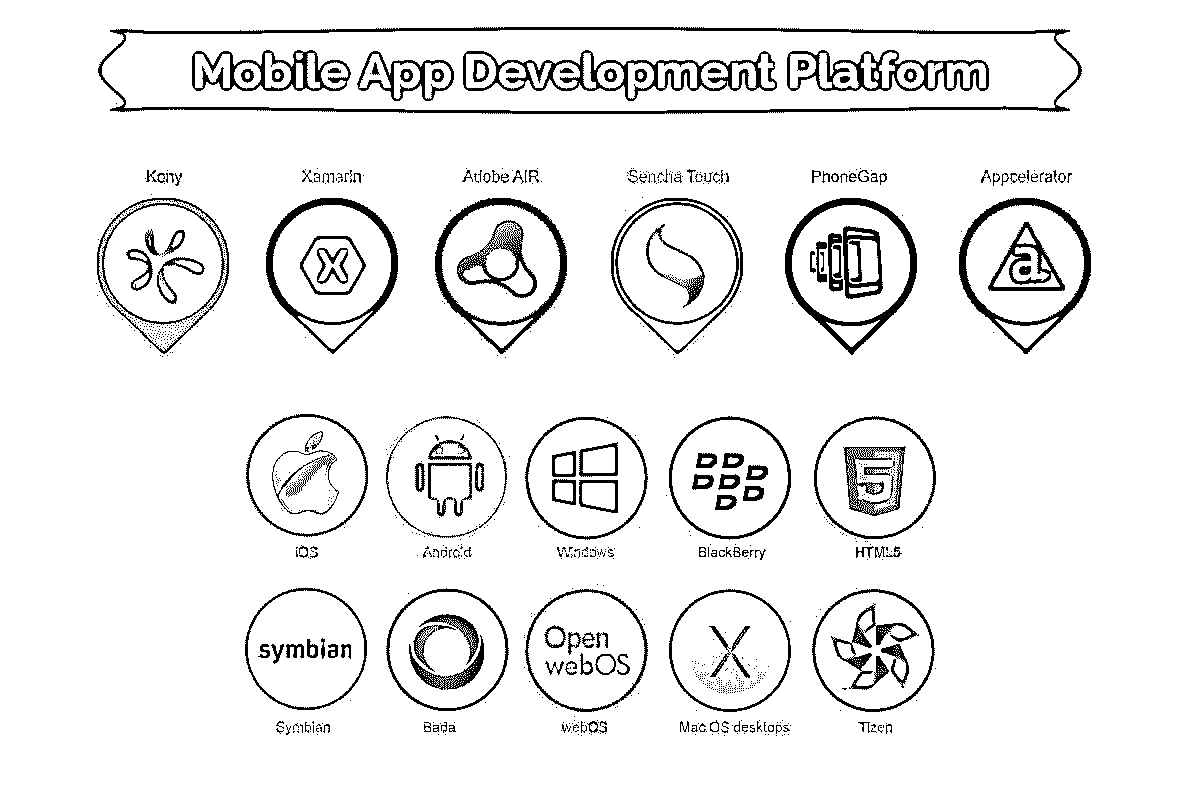 Mobile App Development Platform
Kony Xamarin Adobe AIR Sencha Touch PhoneGap Appcelerator
X a
5
iOS Android Windows BlackBerry HTML5
symbian Open
webOS X
Symbian Bada webOS Mac OS desktops Tizen